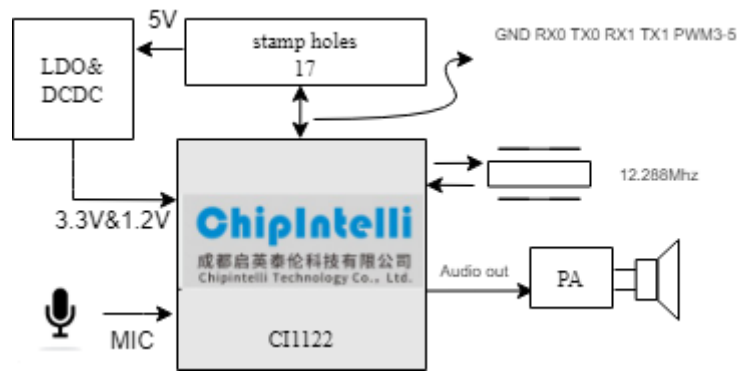 5V
stamp holes
17
GND RX0 TX0 RX1 TX1 PWM3-5
LDO&
DCDC
3.3V&1.2V
12.288Mhz
ChipIntelli
成都启英泰伦科技有限公司
Chipintelli Technology Co., Ltd.
Audio out
PA
MIC
CI1122